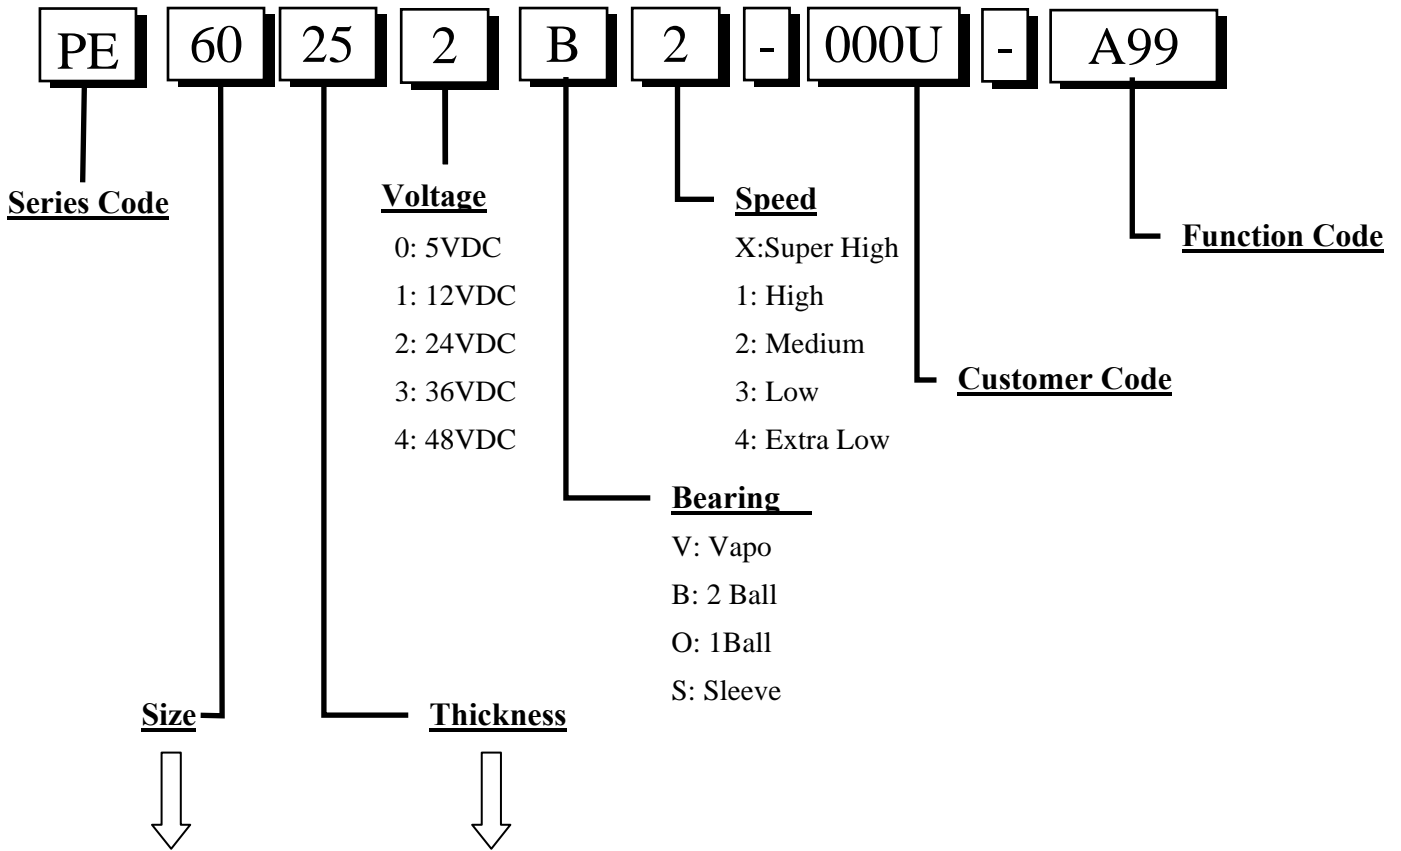 PE 60 25 2 B 2 - 000U - A99
Series Code
Voltage
0: 5VDC
1: 12VDC
2: 24VDC
3: 36VDC
4: 48VDC
Speed
X:Super High
1: High
2: Medium
3: Low
4: Extra Low
Function Code
Customer Code
Bearing
V: Vapo
B: 2 Ball
O: 1Ball
S: Sleeve
Size
Thickness